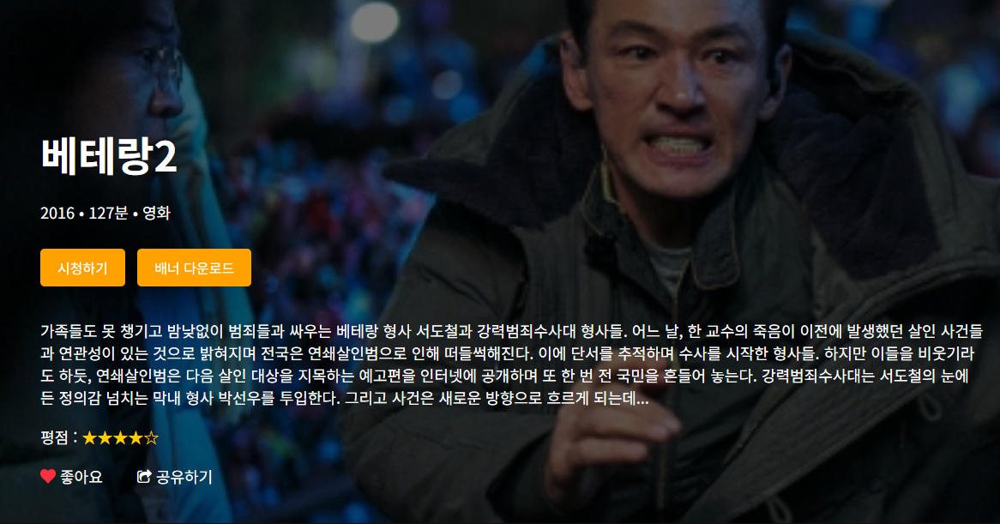 베테랑2
2016 • 127분 • 영화
시청하기 배너 다운로드
가족들도 못 챙기고 밤낮없이 범죄들과 싸우는 베테랑 형사 서도철과 강력범죄수사대 형사들. 어느 날, 한 교수의 죽음이 이전에 발생했던 살인 사건들
과 연관성이 있는 것으로 밝혀지며 전국은 연쇄살인범으로 인해 떠들썩해진다. 이에 단서를 추적하며 수사를 시작한 형사들. 하지만 이들을 비웃기라
도 하듯, 연쇄살인범은 다음 살인 대상을 지목하는 예고편을 인터넷에 공개하며 또 한 번 전 국민을 흔들어 놓는다. 강력범죄수사대는 서도철의 눈에
든 정의감 넘치는 막내 형사 박선우를 투입한다. 그리고 사건은 새로운 방향으로 흐르게 되는데...
평점 : ★★★★☆
좋아요 공유하기